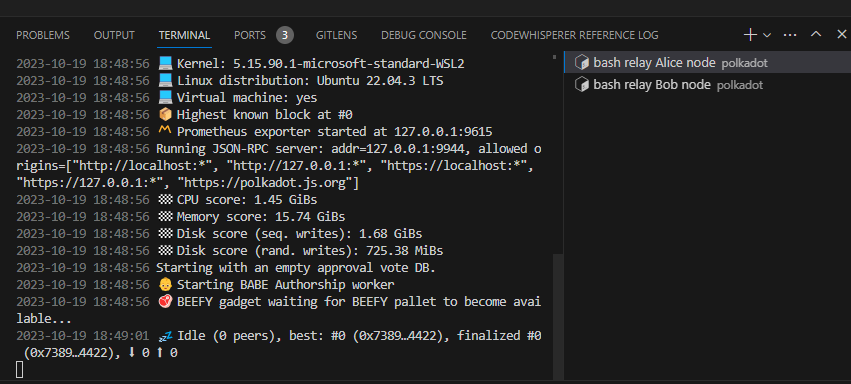 PROBLEMS OUTPUT TERMINAL PORTS 3 GITLENS DEBUG CONSOLE CODEWHISPERER REFERENCE LOG
2023-10-19 18:48:56 💻 Kernel: 5.15.90.1-microsoft-standard-WSL2
2023-10-19 18:48:56 💻 Linux distribution: Ubuntu 22.04.3 LTS
2023-10-19 18:48:56 💻 Virtual machine: yes
2023-10-19 18:48:56 📦 Highest known block at #0
2023-10-19 18:48:56 〽️ Prometheus exporter started at 127.0.0.1:9615
2023-10-19 18:48:56 Running JSON-RPC server: addr=127.0.0.1:9944, allowed o
rigins=["http://localhost:*", "http://127.0.0.1:*", "https://localhost:*",
"https://127.0.0.1:*", "https://polkadot.js.org"]
2023-10-19 18:48:56 🏁 CPU score: 1.45 GiBs
2023-10-19 18:48:56 🏁 Memory score: 15.74 GiBs
2023-10-19 18:48:56 🏁 Disk score (seq. writes): 1.68 GiBs
2023-10-19 18:48:56 🏁 Disk score (rand. writes): 725.38 MiBs
2023-10-19 18:48:56 Starting with an empty approval vote DB.
2023-10-19 18:48:56 👶 Starting BABE Authorship worker
2023-10-19 18:48:56 🥩 BEEFY gadget waiting for BEEFY pallet to become avai
lable...
2023-10-19 18:49:01 💤 Idle (0 peers), best: #0 (0x7389…4422), finalized #0
(0x7389…4422), ⬇ 0 ⬆ 0
bash relay Alice node polkadot
bash relay Bob node polkadot